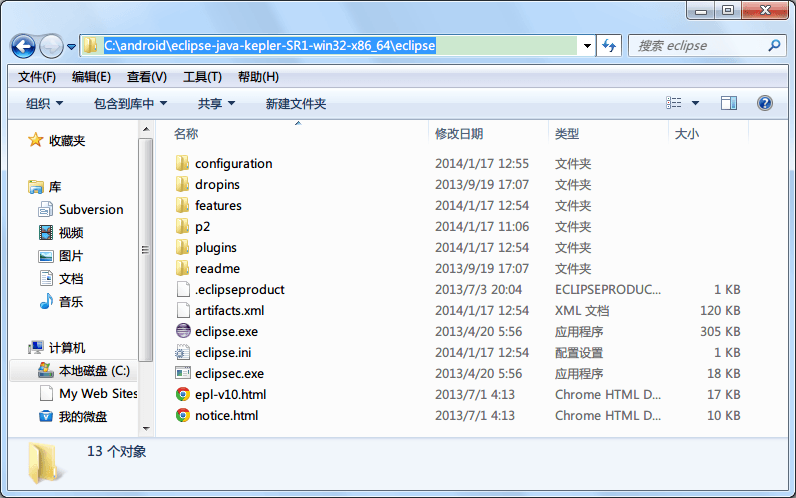 C:\android\eclipse-java-kepler-SR1-win32-x86_64\eclipse
搜索 eclipse
文件(F) 编辑(E) 查看(V) 工具(T) 帮助(H)
组织 包含到库中 共享 新建文件夹
收藏夹
库
Subversion
视频
图片
文档
音乐
计算机
本地磁盘 (C:)
My Web Sites
我的微盘
名称 修改日期 类型 大小
configuration 2014/1/17 12:55 文件夹
dropins 2013/9/19 17:07 文件夹
features 2014/1/17 12:54 文件夹
p2 2014/1/17 11:06 文件夹
plugins 2014/1/17 12:54 文件夹
readme 2013/9/19 17:07 文件夹
.eclipseproduct 2013/7/3 20:04 ECLIPSEPRODUC... 1 KB
artifacts.xml 2014/1/17 12:54 XML 文档 120 KB
eclipse.exe 2013/4/20 5:56 应用程序 305 KB
eclipse.ini 2014/1/17 12:54 配置设置 1 KB
eclipsec.exe 2013/4/20 5:56 应用程序 18 KB
epl-v10.html 2013/7/1 4:13 Chrome HTML D... 17 KB
notice.html 2013/7/1 4:13 Chrome HTML D... 10 KB
13 个对象